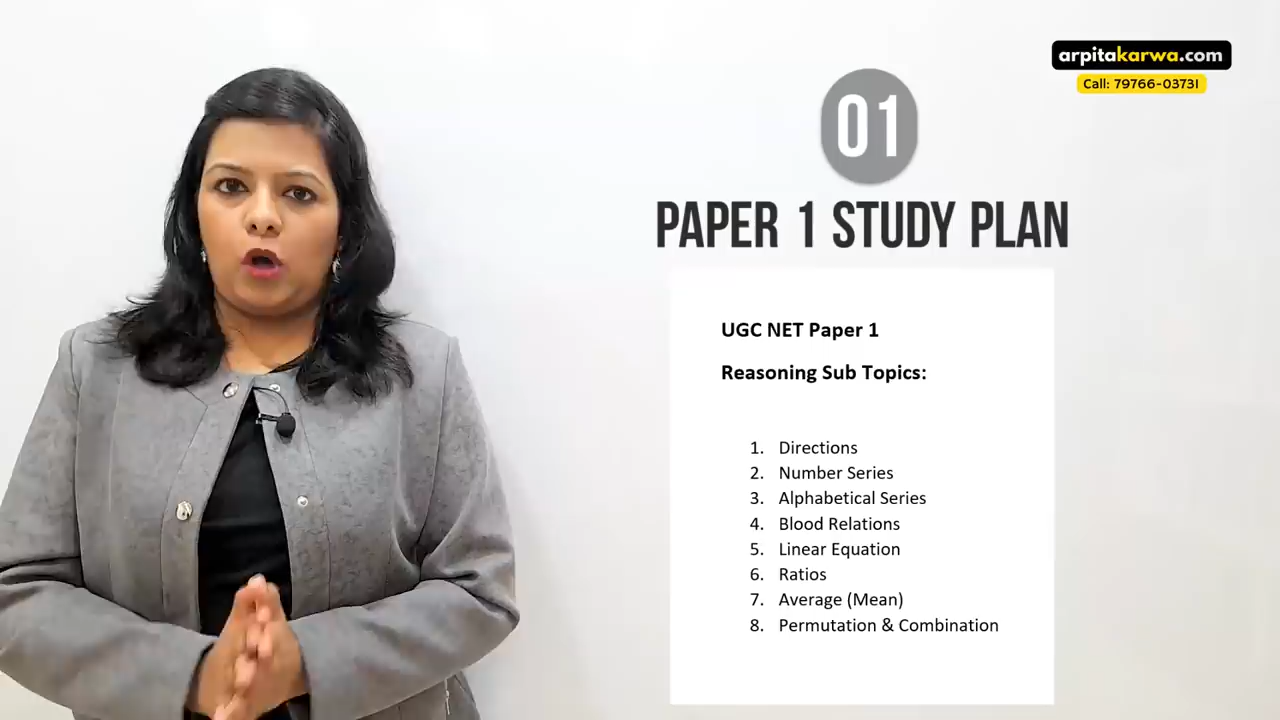 arpitakarwa.com
Call: 79766-03731
01
PAPER 1 STUDY PLAN
UGC NET Paper 1
Reasoning Sub Topics:
1. Directions
2. Number Series
3. Alphabetical Series
4. Blood Relations
5. Linear Equation
6. Ratios
7. Average (Mean)
8. Permutation & Combination